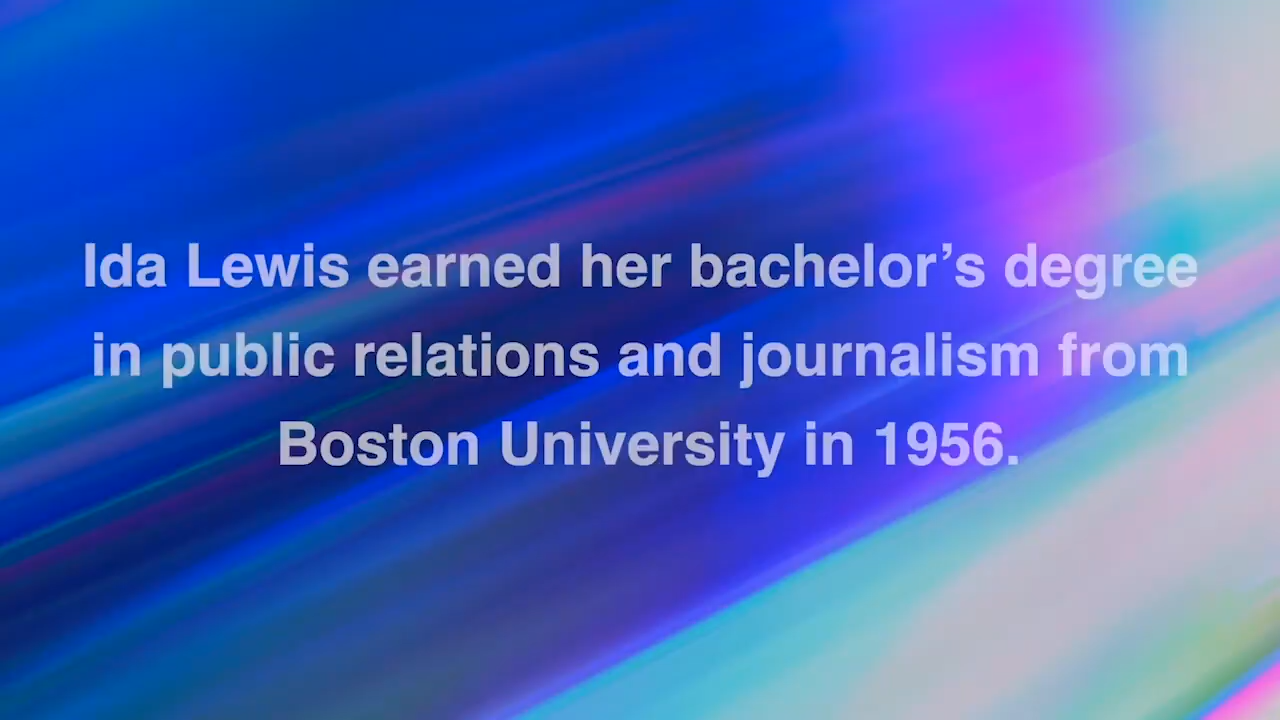 Ida Lewis earned her bachelor’s degree
in public relations and journalism from
Boston University in 1956.